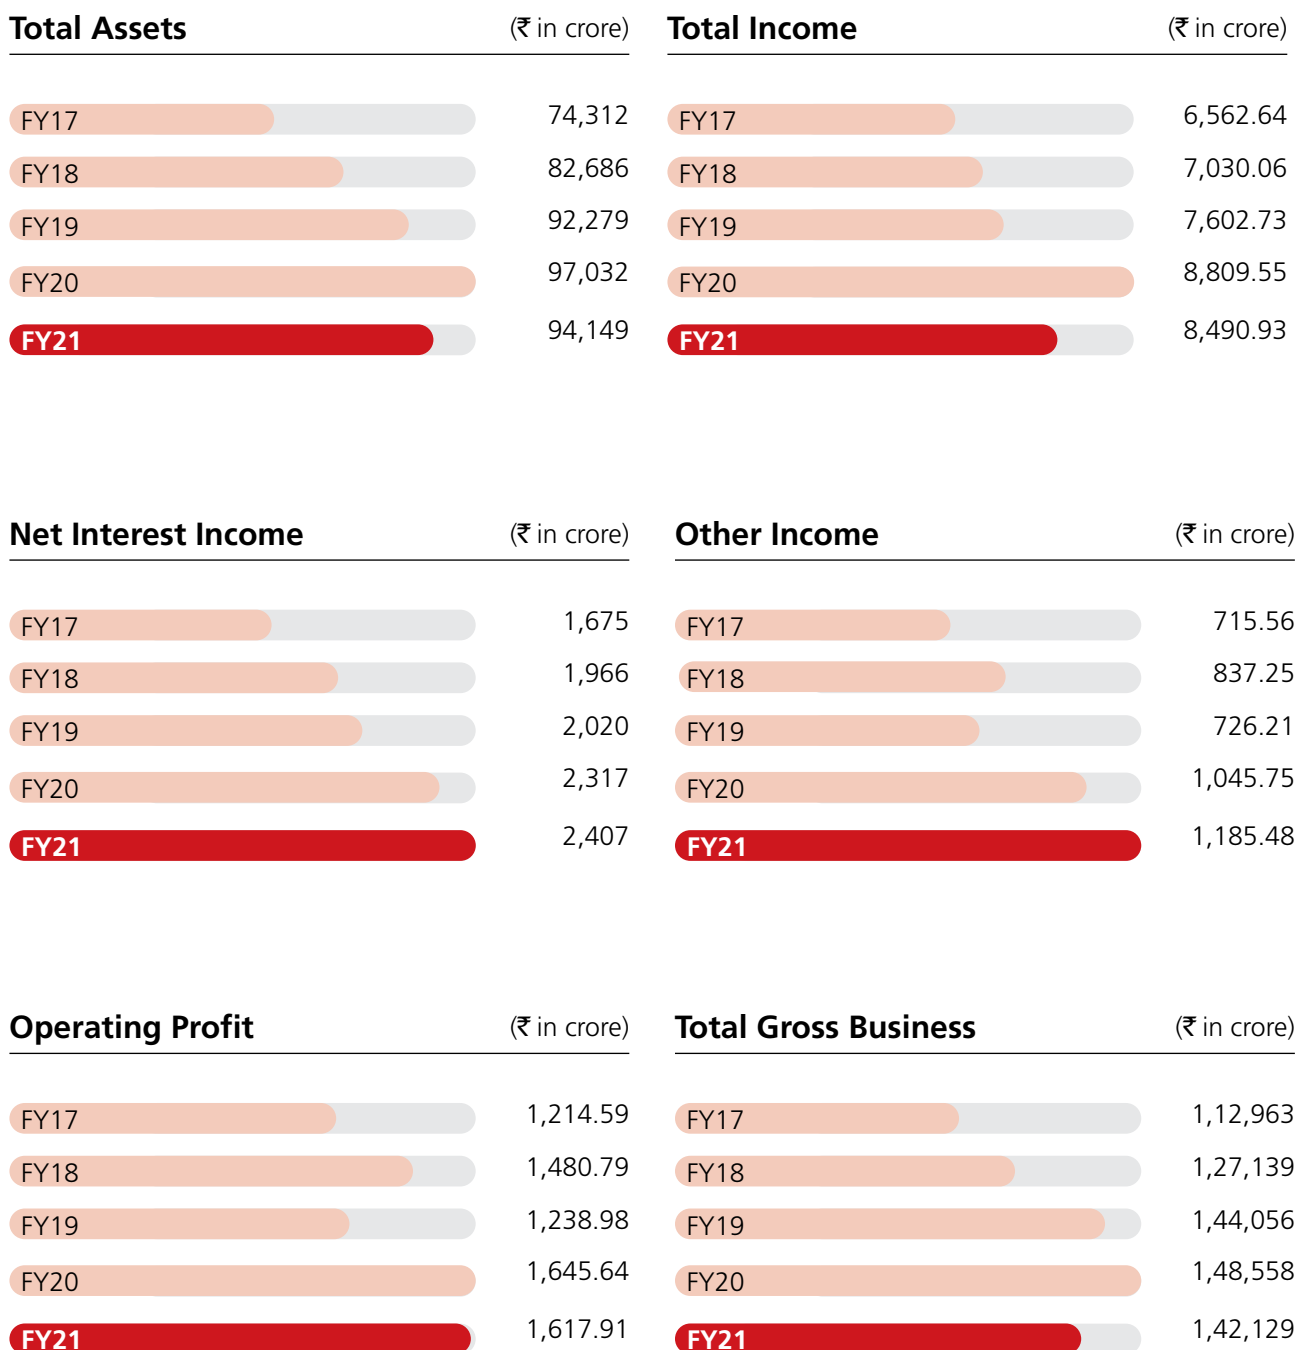 Total Assets (₹ in crore)
FY17 74,312
FY18 82,686
FY19 92,279
FY20 97,032
FY21 94,149
Total Income (₹ in crore)
FY17 6,562.64
FY18 7,030.06
FY19 7,602.73
FY20 8,809.55
FY21 8,490.93
Net Interest Income (₹ in crore)
FY17 1,675
FY18 1,966
FY19 2,020
FY20 2,317
FY21 2,407
Other Income (₹ in crore)
FY17 715.56
FY18 837.25
FY19 726.21
FY20 1,045.75
FY21 1,185.48
Operating Profit (₹ in crore)
FY17 1,214.59
FY18 1,480.79
FY19 1,238.98
FY20 1,645.64
FY21 1,617.91
Total Gross Business (₹ in crore)
FY17 1,12,963
FY18 1,27,139
FY19 1,44,056
FY20 1,48,558
FY21 1,42,129